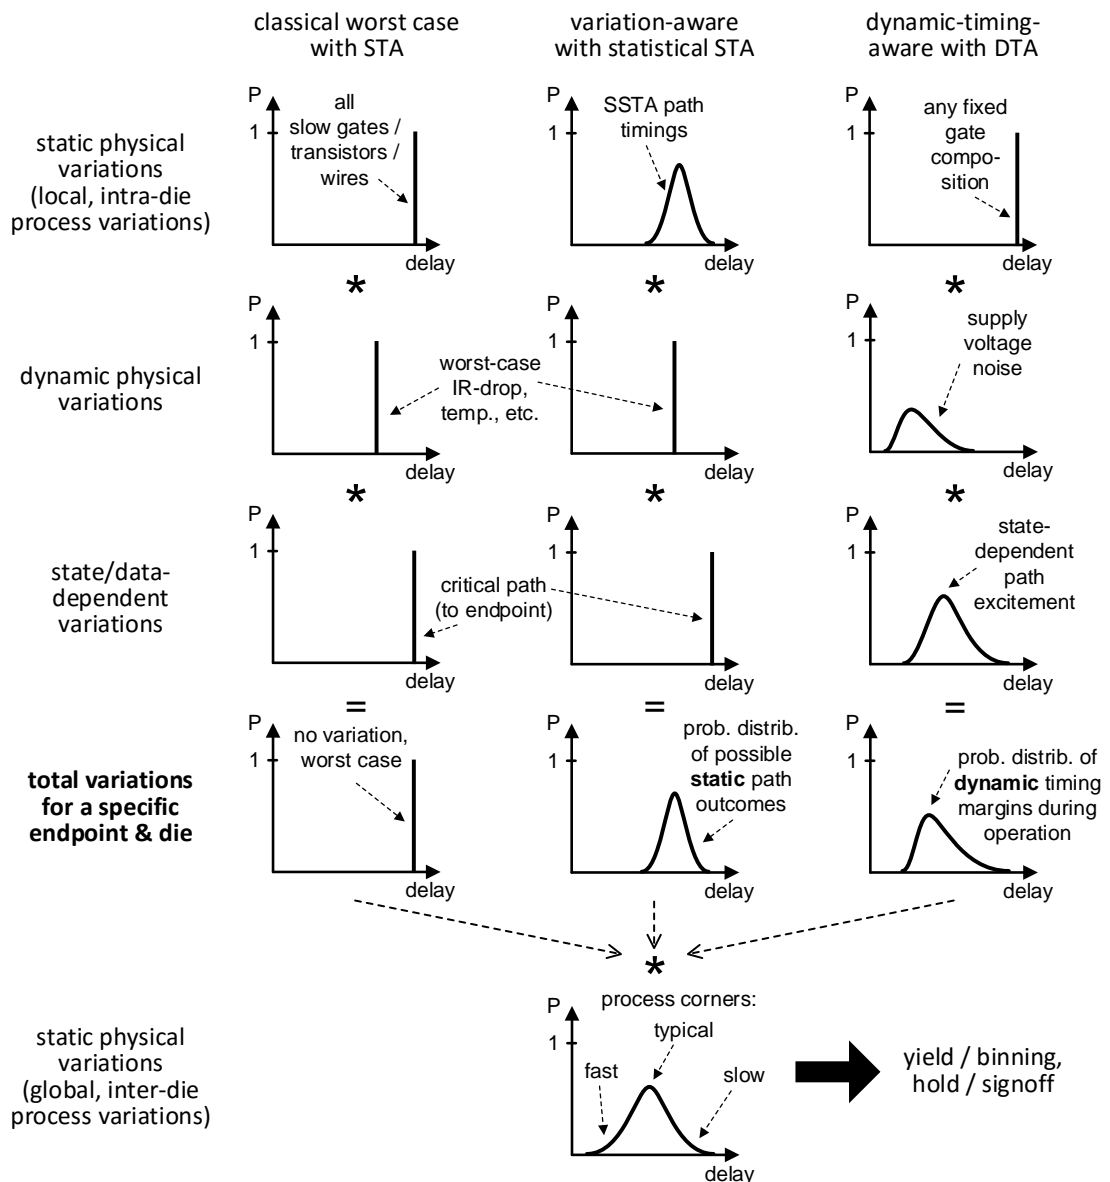 classical worst case
with STA
variation-aware
with statistical STA
dynamic-timing-
aware with DTA
static physical
variations
(local, intra-die
process variations)
P
1
all
slow gates /
transistors /
wires
delay
P
1
SSTA path
timings
delay
P
1
any fixed
gate
compo-
sition
delay
*
*
*
dynamic physical
variations
P
1
delay
worst-case
IR-drop,
temp., etc.
P
1
delay
P
1
supply
voltage
noise
delay
*
*
*
state/data-
dependent
variations
P
1
delay
critical path
(to endpoint)
P
1
delay
P
1
state-
dependent
path
excitement
delay
=
=
=
total variations
for a specific
endpoint & die
P
1
no variation,
worst case
delay
P
1
prob. distrib.
of possible
static path
outcomes
delay
P
1
prob. distrib. of
dynamic timing
margins during
operation
delay
*
static physical
variations
(global, inter-die
process variations)
P
1
process corners:
typical
fast
slow
delay
yield / binning,
hold / signoff